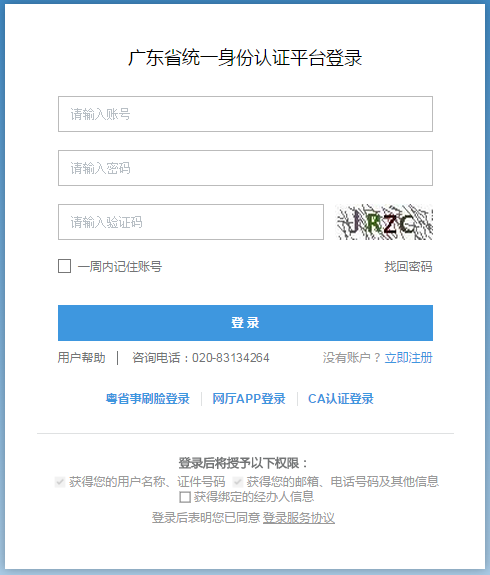 广东省统一身份认证平台登录
请输入账号
请输入密码
请输入验证码 JRZC
一周内记住账号 找回密码
登 录
用户帮助 | 咨询电话：020-83134264 没有账户？立即注册
粤省事刷脸登录 | 网厅APP登录 | CA认证登录
登录后将授予以下权限：
获得您的用户名称、证件号码 获得您的邮箱、电话号码及其他信息
获得绑定的经办人信息
登录后表明您已同意 登录服务协议